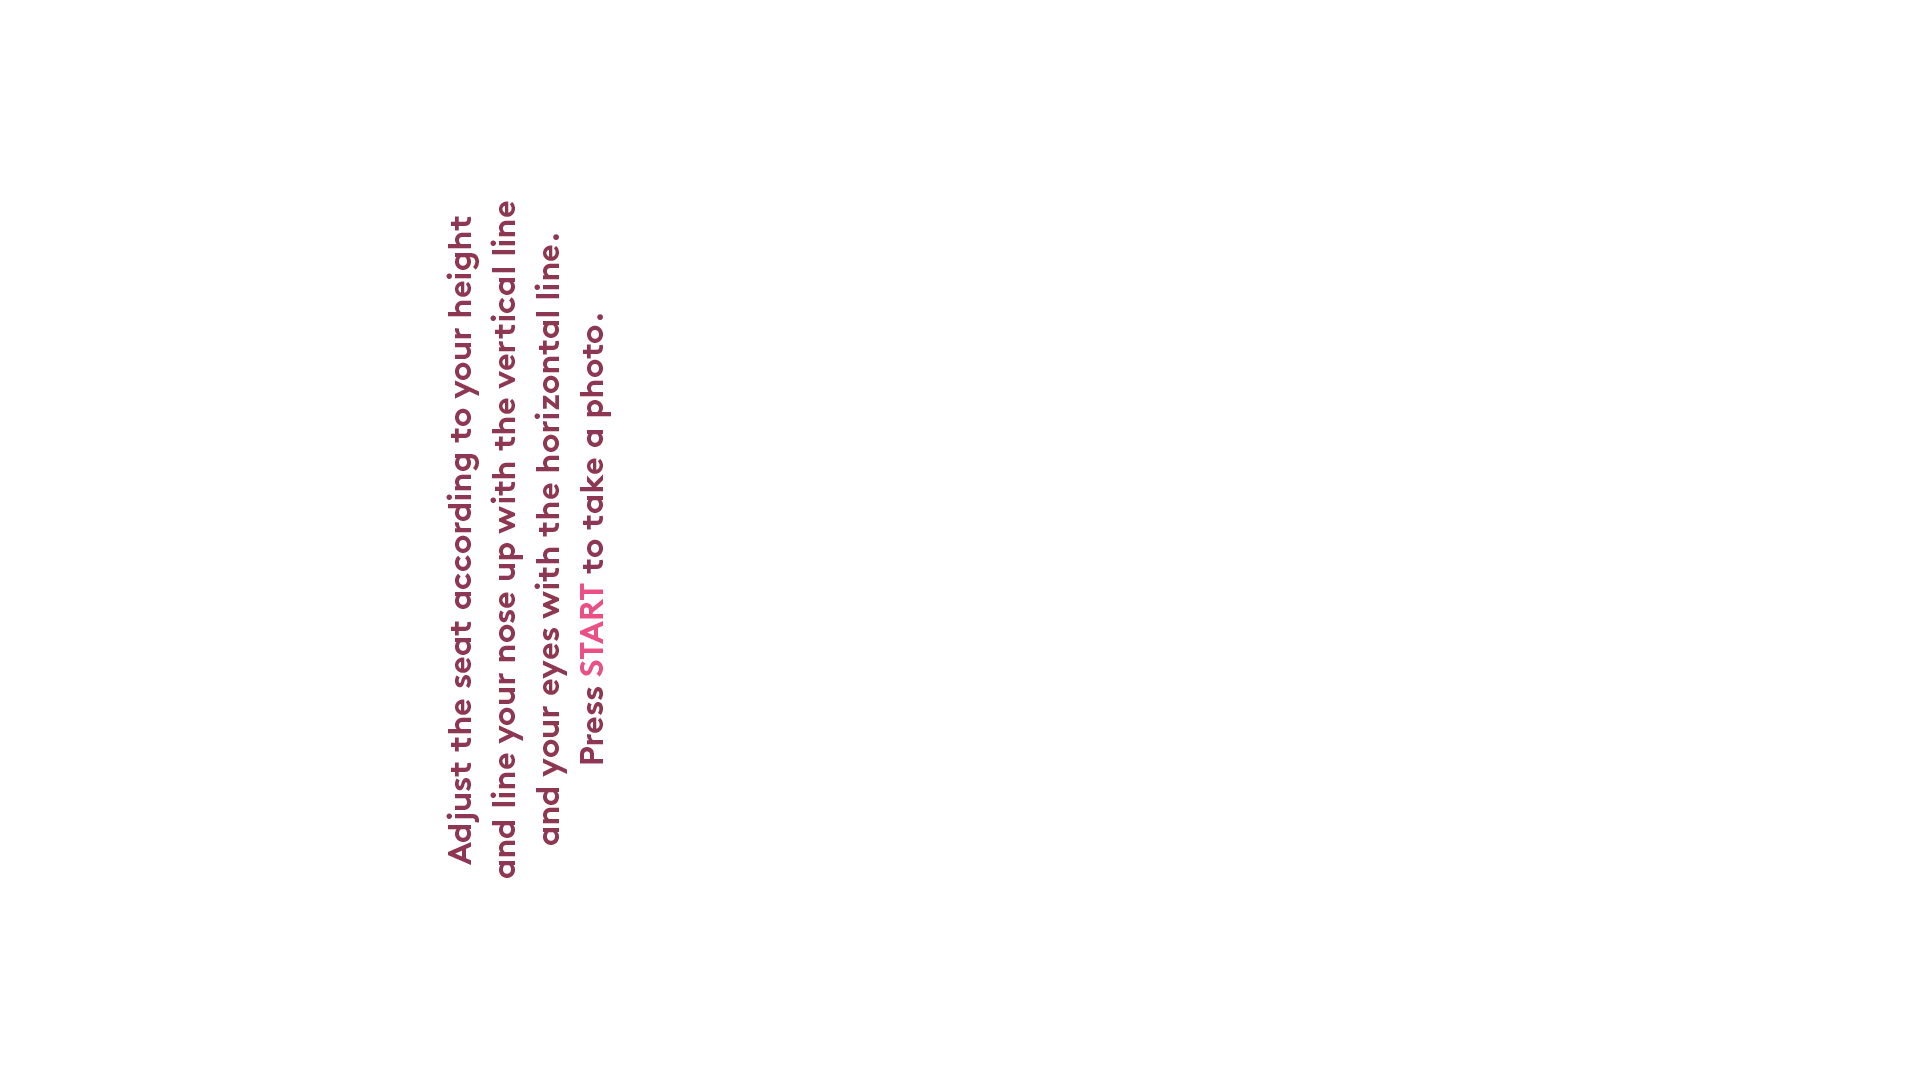 Adjust the seat according to your height
and line your nose up with the vertical line
and your eyes with the horizontal line.
Press START to take a photo.